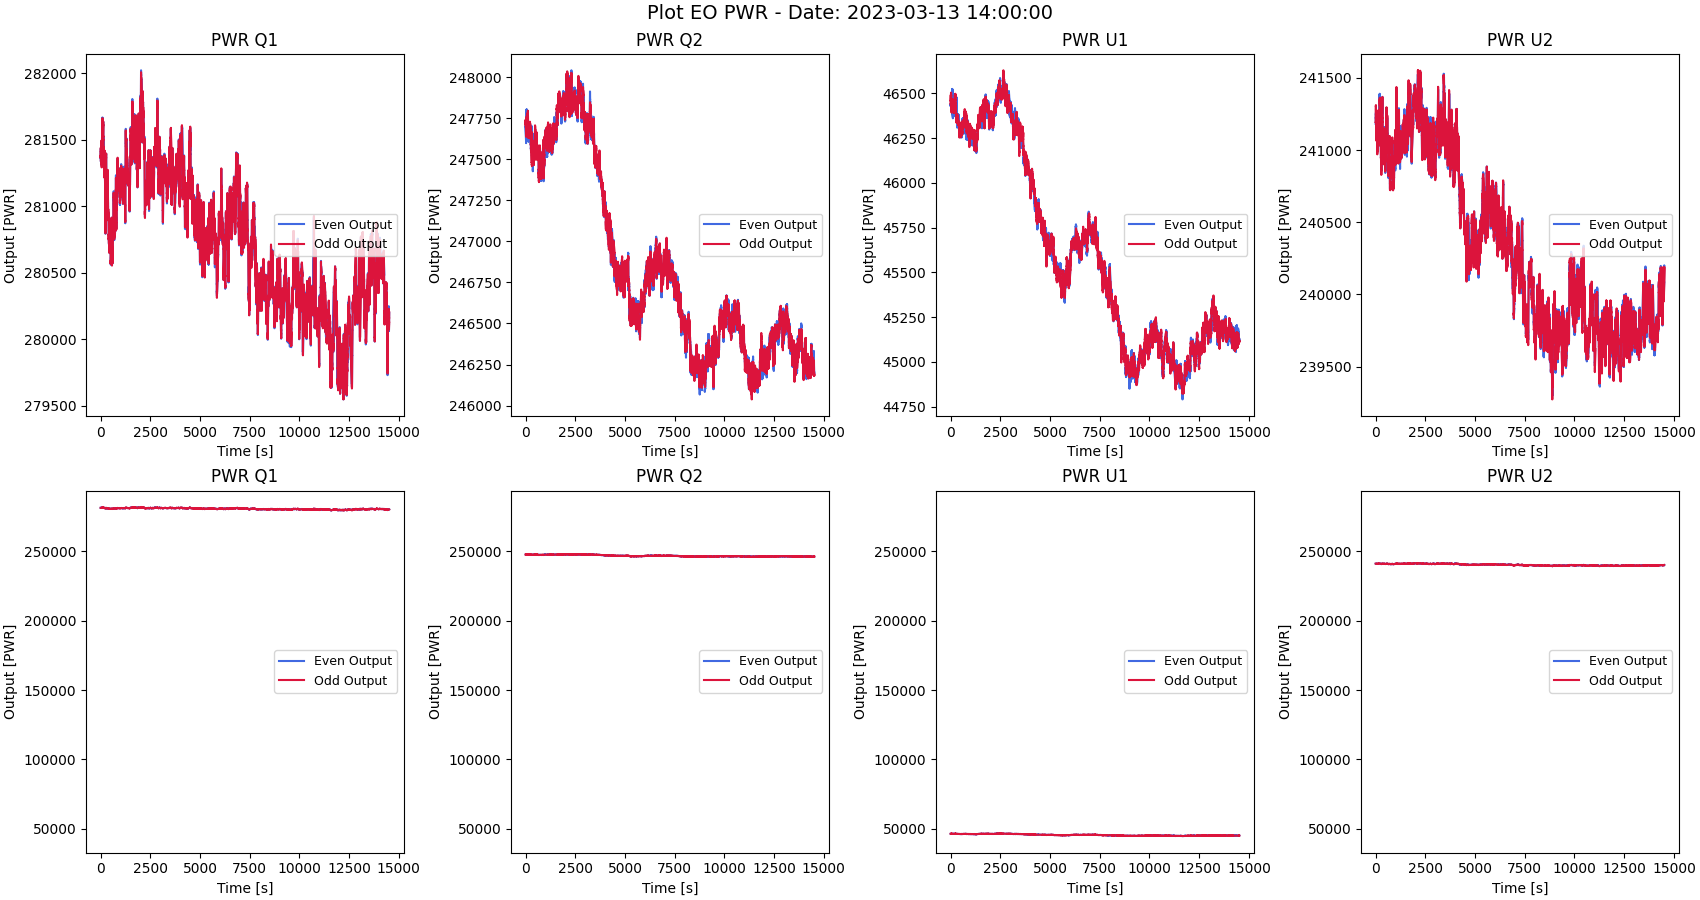 Plot EO PWR - Date: 2023-03-13 14:00:00
PWR Q1
Output [PWR]
282000
281500
281000
280500
280000
279500
0 2500 5000 7500 10000 12500 15000
Time [s]
Even Output
Odd Output
PWR Q2
Output [PWR]
248000
247750
247500
247250
247000
246750
246500
246250
246000
0 2500 5000 7500 10000 12500 15000
Time [s]
Even Output
Odd Output
PWR U1
Output [PWR]
46500
46250
46000
45750
45500
45250
45000
44750
0 2500 5000 7500 10000 12500 15000
Time [s]
Even Output
Odd Output
PWR U2
Output [PWR]
241500
241000
240500
240000
239500
0 2500 5000 7500 10000 12500 15000
Time [s]
Even Output
Odd Output
PWR Q1
Output [PWR]
250000
200000
150000
100000
50000
0 2500 5000 7500 10000 12500 15000
Time [s]
Even Output
Odd Output
PWR Q2
Output [PWR]
250000
200000
150000
100000
50000
0 2500 5000 7500 10000 12500 15000
Time [s]
Even Output
Odd Output
PWR U1
Output [PWR]
250000
200000
150000
100000
50000
0 2500 5000 7500 10000 12500 15000
Time [s]
Even Output
Odd Output
PWR U2
Output [PWR]
250000
200000
150000
100000
50000
0 2500 5000 7500 10000 12500 15000
Time [s]
Even Output
Odd Output